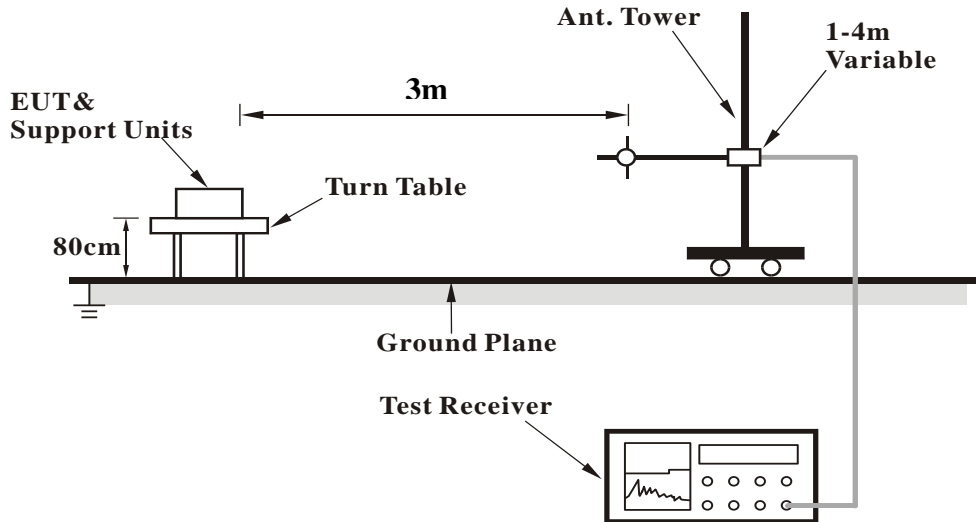 Ant. Tower
1-4m
Variable
3m
EUT&
Support Units
Turn Table
80cm
Ground Plane
Test Receiver